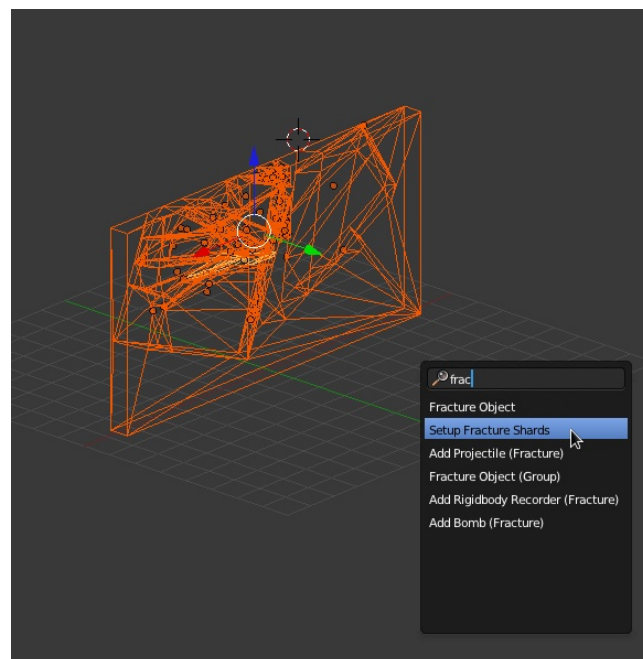 frac
Fracture Object
Setup Fracture Shards
Add Projectile (Fracture)
Fracture Object (Group)
Add Rigidbody Recorder (Fracture)
Add Bomb (Fracture)